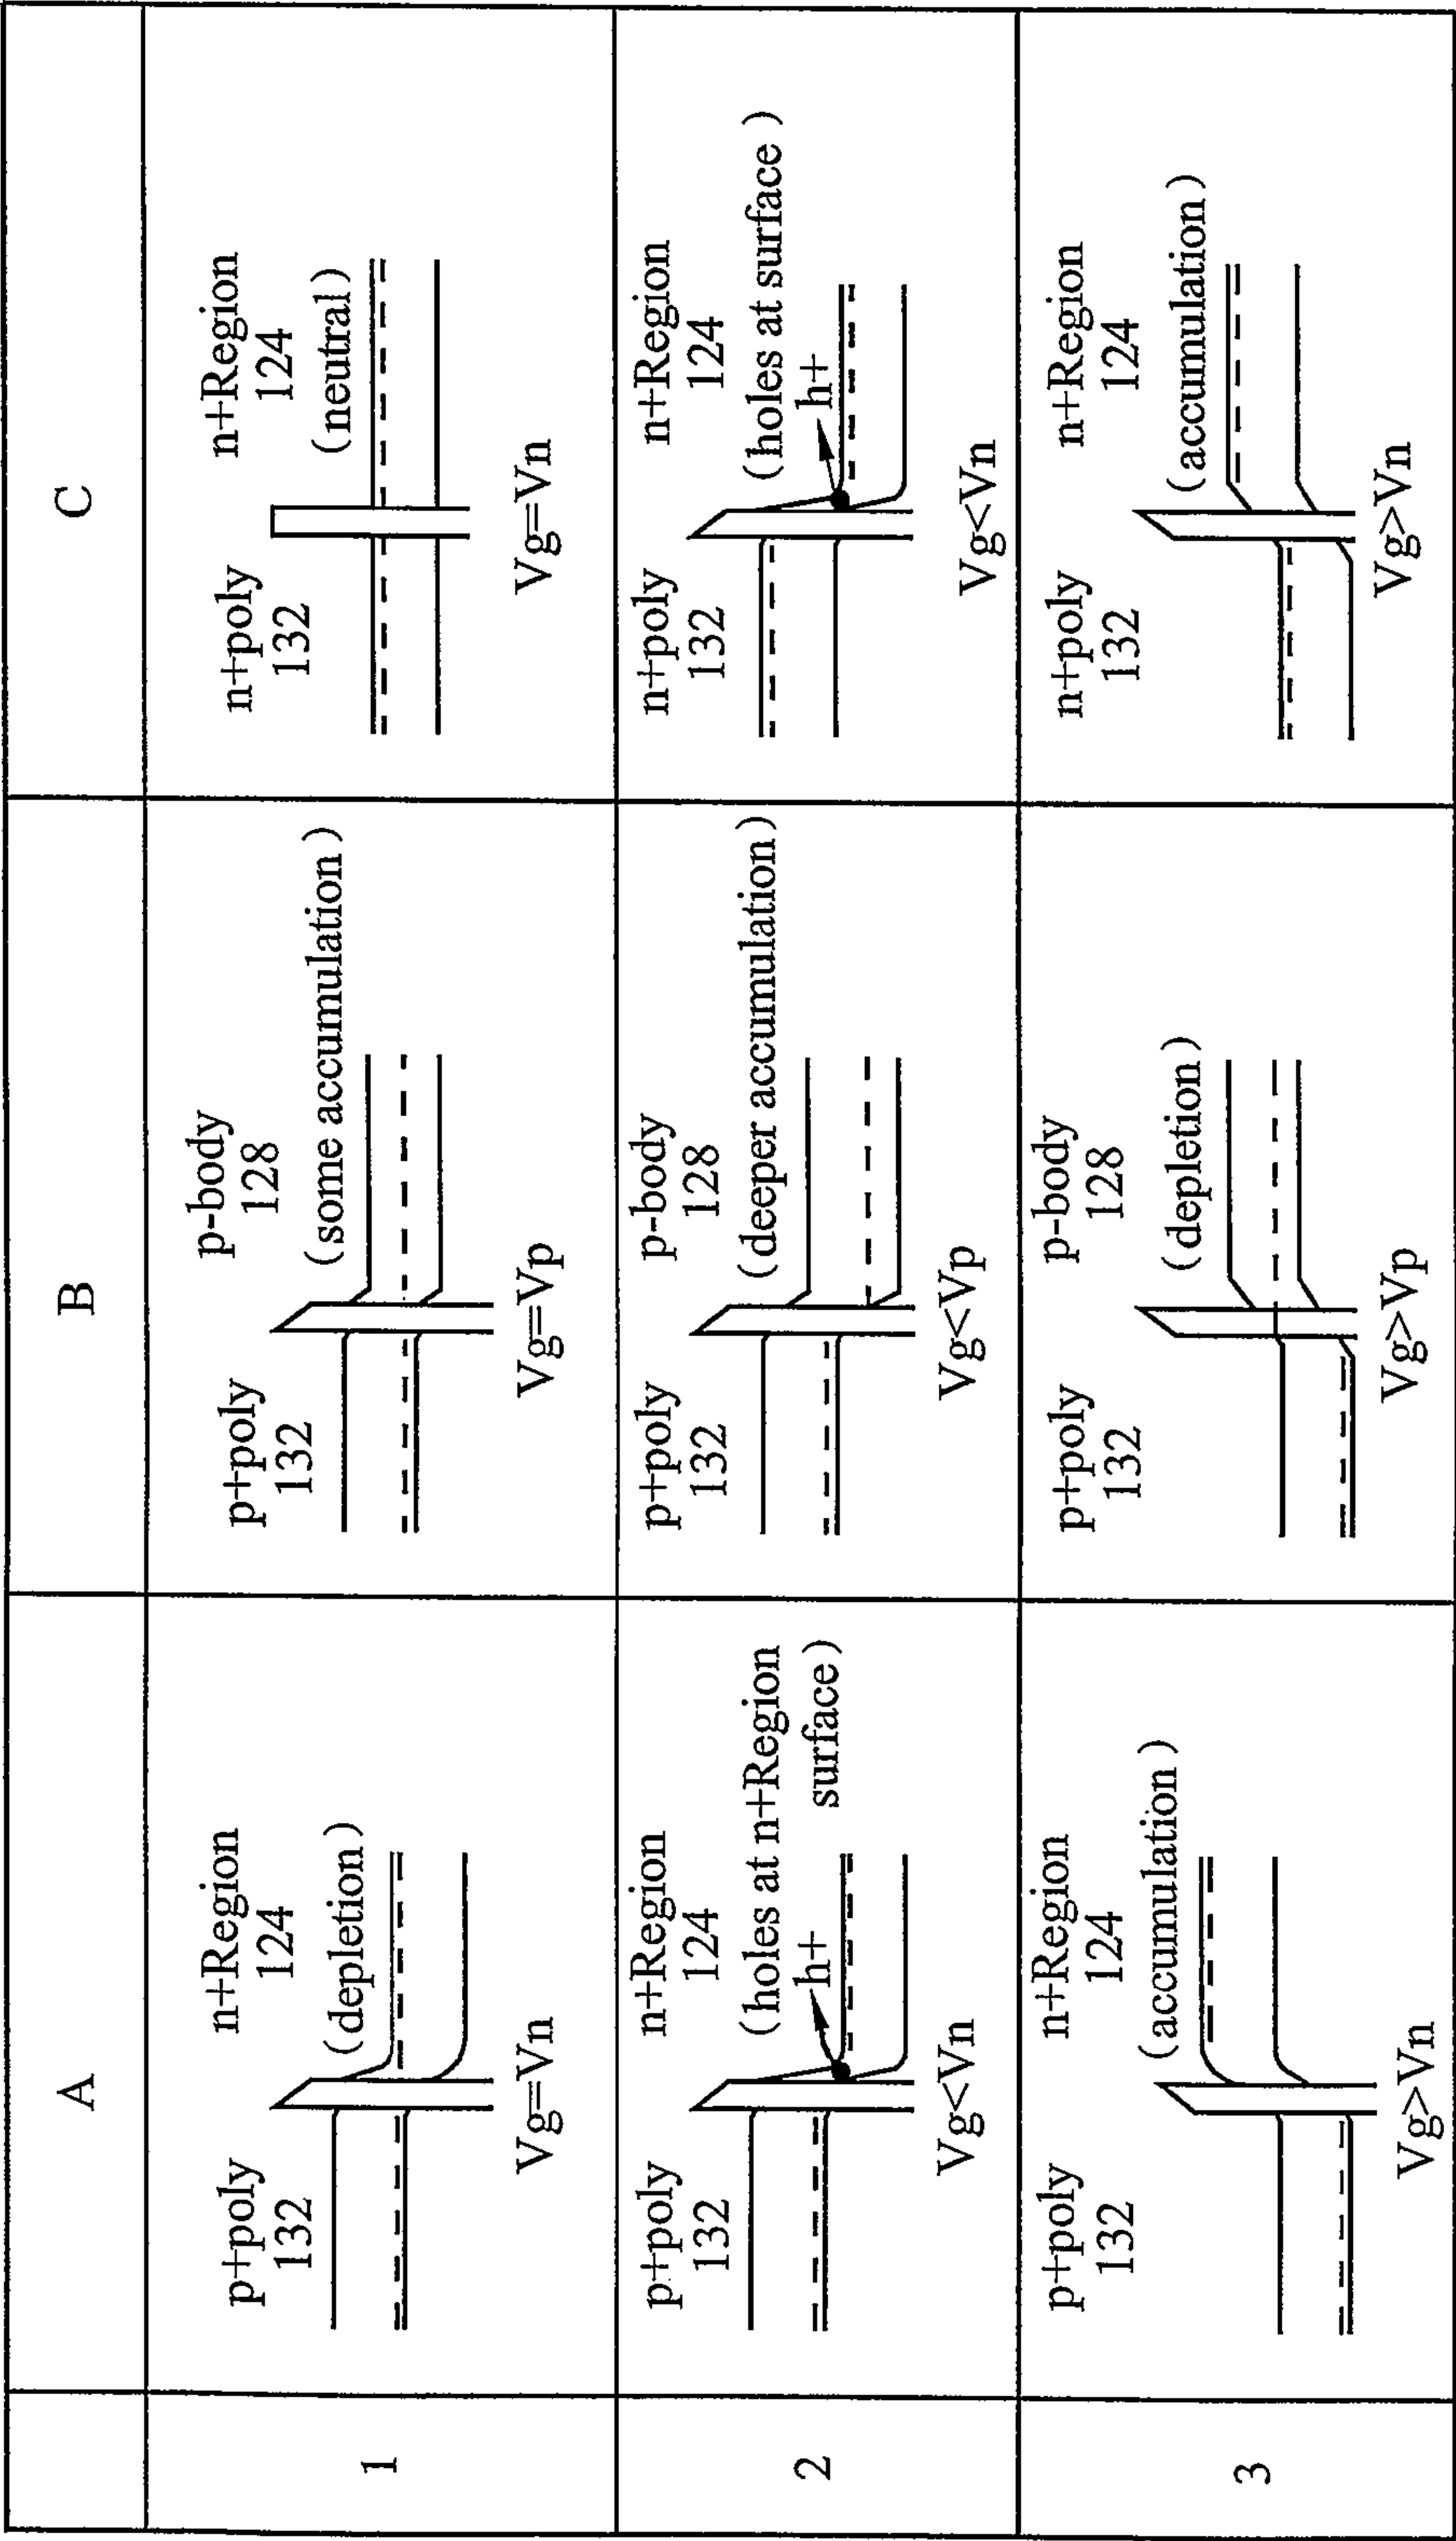 A
B
C
1
p+poly
132
n+Region
124
(depletion)
Vg=Vn
p+poly
132
p-body
128
(some accumulation)
Vg=Vp
n+poly
132
n+Region
124
(neutral)
Vg=Vn
2
p+poly
132
n+Region
124
(holes at n+Region
surface)
h+
Vg<Vn
p+poly
132
p-body
128
(deeper accumulation)
Vg<Vp
n+poly
132
n+Region
124
(holes at surface)
h+
Vg<Vn
3
p+poly
132
n+Region
124
(accumulation)
Vg>Vn
p+poly
132
p-body
128
(depletion)
Vg>Vp
n+poly
132
n+Region
124
(accumulation)
Vg>Vn